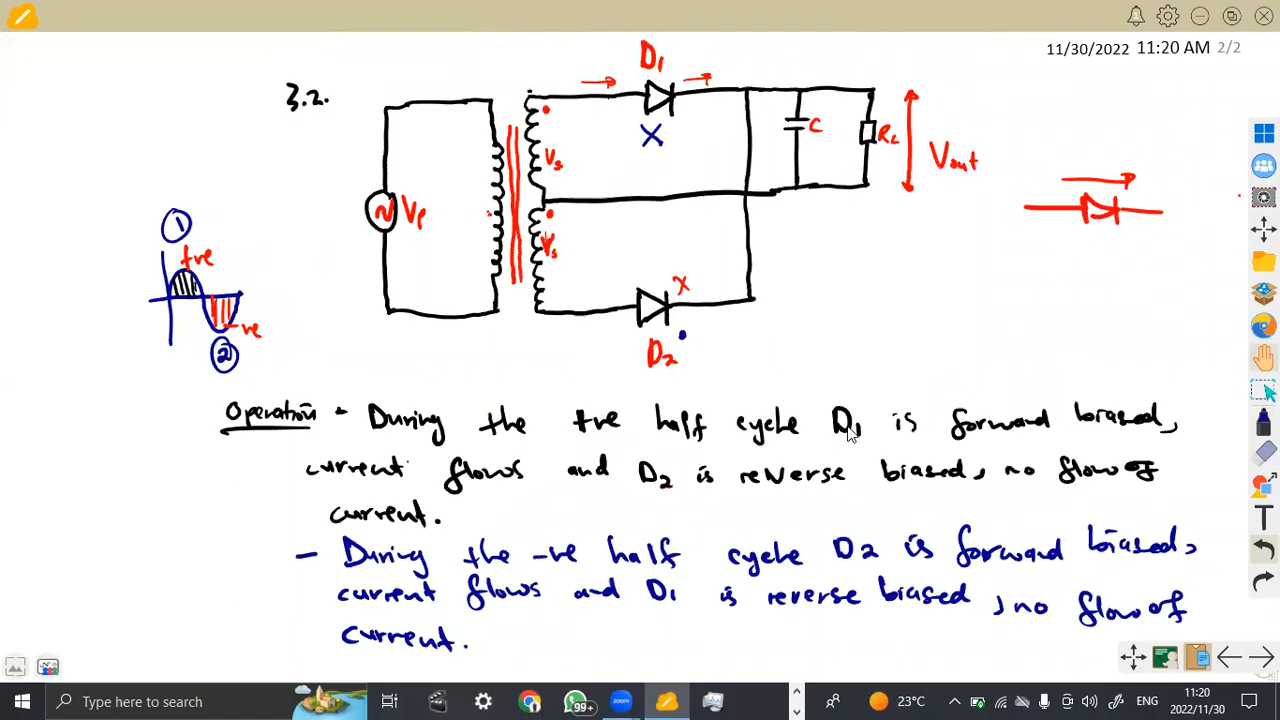 11/30/2022 11:20 AM 2/2
3.2.
D1
X
C
RL
Vout
Vs
Vp
Vs
1
+ve
-ve
2
X
D2
Operation - During the +ve half cycle D1 is forward biased,
current flows and D2 is reverse biased, no flow of
current.
- During the -ve half cycle D2 is forward biased,
current flows and D1 is reverse biased, no flow of
current.
T
Type here to search
99+
zoom
23°C
ENG
11:20
2022/11/30